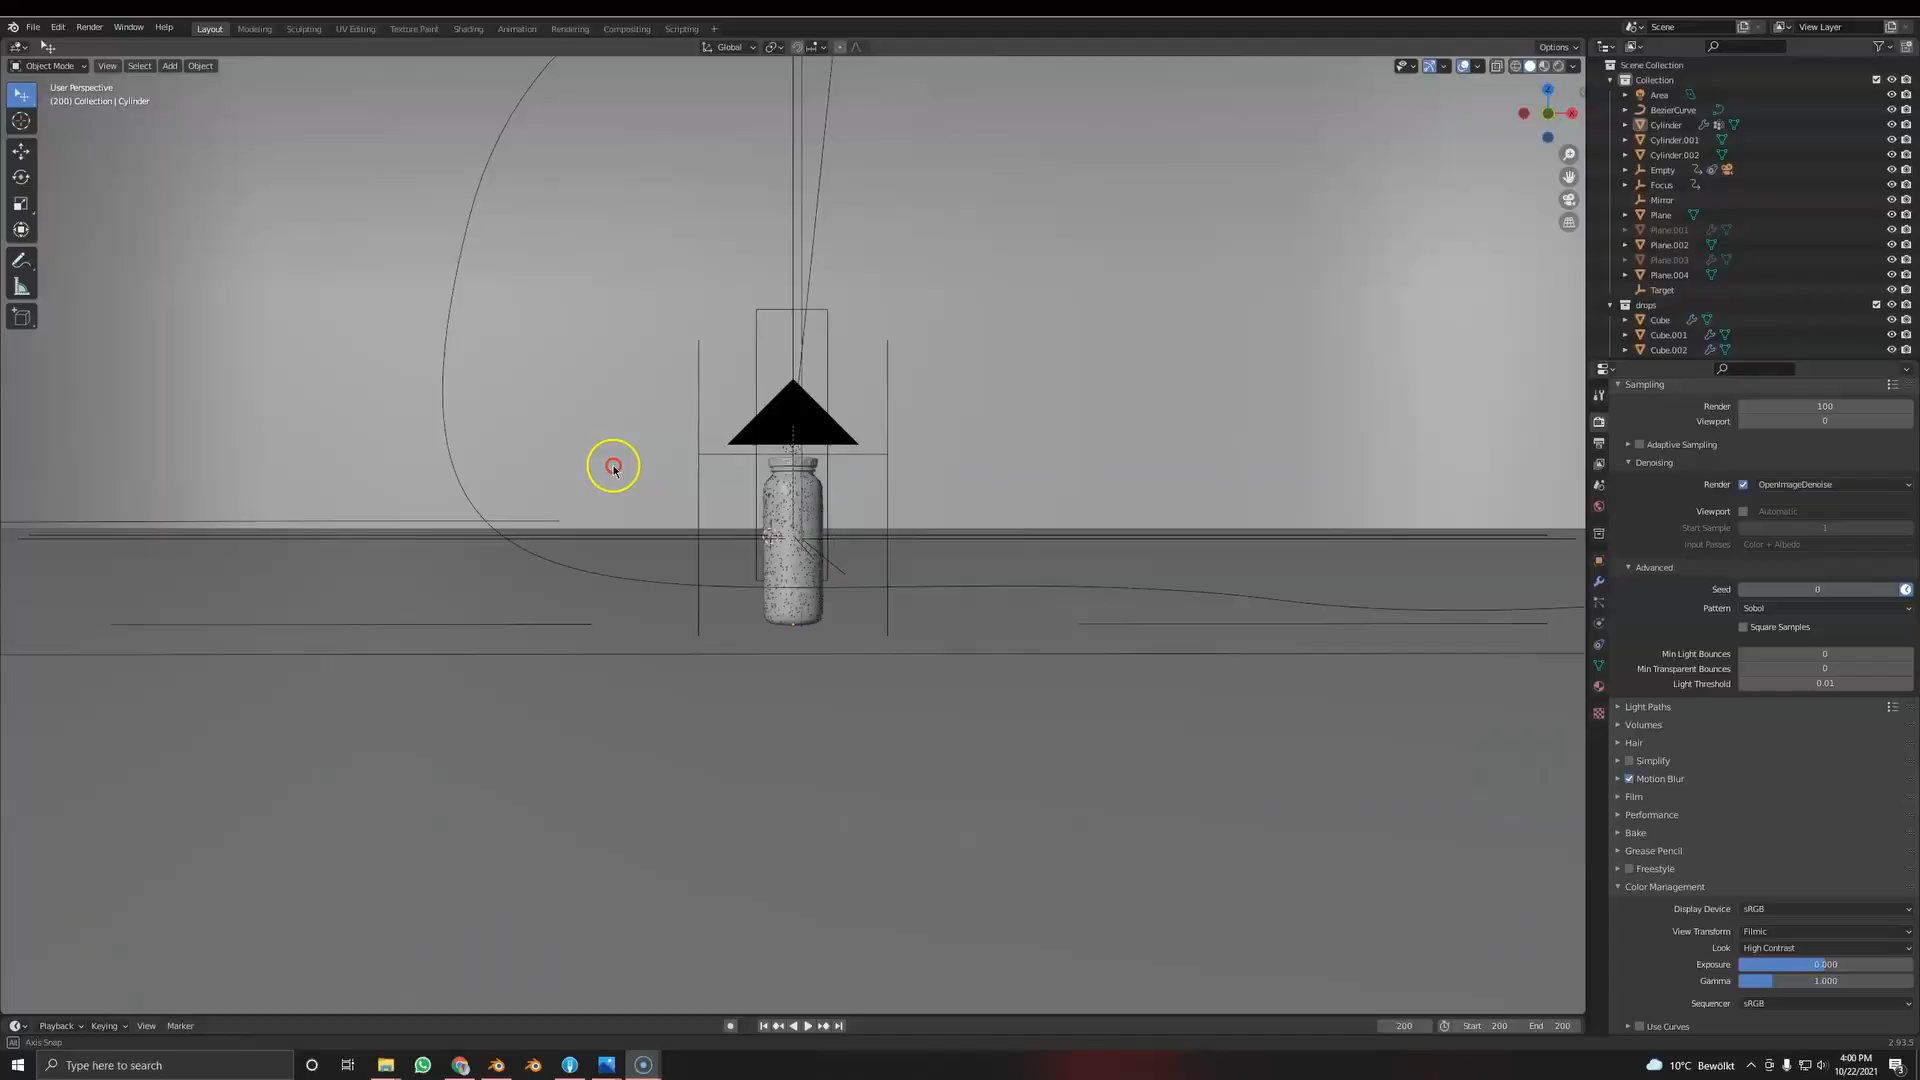 File Edit Render Window Help Layout Modeling Sculpting UV Editing Texture Paint Shading Animation Rendering Compositing Scripting + Scene View Layer
Global Options
Object Mode View Select Add Object
User Perspective
(200) Collection | Cylinder
Z
X
Scene Collection
Collection
Area
BezierCurve
Cylinder
Cylinder.001
Cylinder.002
Empty
Focus
Mirror
Plane
Plane.001
Plane.002
Plane.003
Plane.004
Target
drops
Cube
Cube.001
Cube.002
Sampling
Render 100
Viewport 0
Adaptive Sampling
Denoising
Render OpenImageDenoise
Viewport Automatic
Start Sample 1
Input Passes Color + Albedo
Advanced
Seed 0
Pattern Sobol
Square Samples
Min Light Bounces 0
Min Transparent Bounces 0
Light Threshold 0.01
Light Paths
Volumes
Hair
Simplify
Motion Blur
Film
Performance
Bake
Grease Pencil
Freestyle
Color Management
Display Device sRGB
View Transform Filmic
Look High Contrast
Exposure 0.000
Gamma 1.000
Sequencer sRGB
Use Curves
Playback Keying View Marker 200 Start 200 End 200
Alt Axis Snap 2.93.5
Type here to search 10°C Bewölkt 4:00 PM
10/22/2021